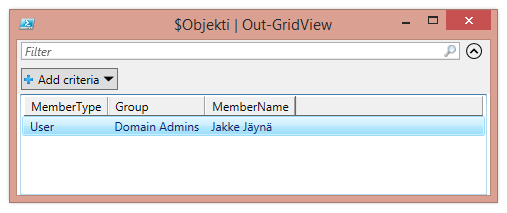 $Objekti | Out-GridView
Filter
Add criteria
MemberType Group MemberName
User Domain Admins Jakke Jäynä